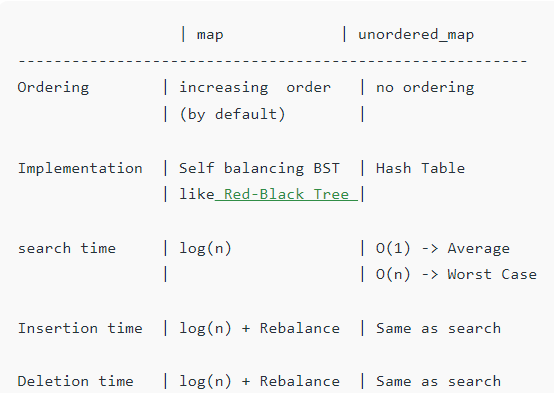 | map | unordered_map
---------------------------------------------------------
Ordering | increasing order | no ordering
| (by default) |
Implementation | Self balancing BST | Hash Table
| like Red-Black Tree |
search time | log(n) | O(1) -> Average
| | O(n) -> Worst Case
Insertion time | log(n) + Rebalance | Same as search
Deletion time | log(n) + Rebalance | Same as search